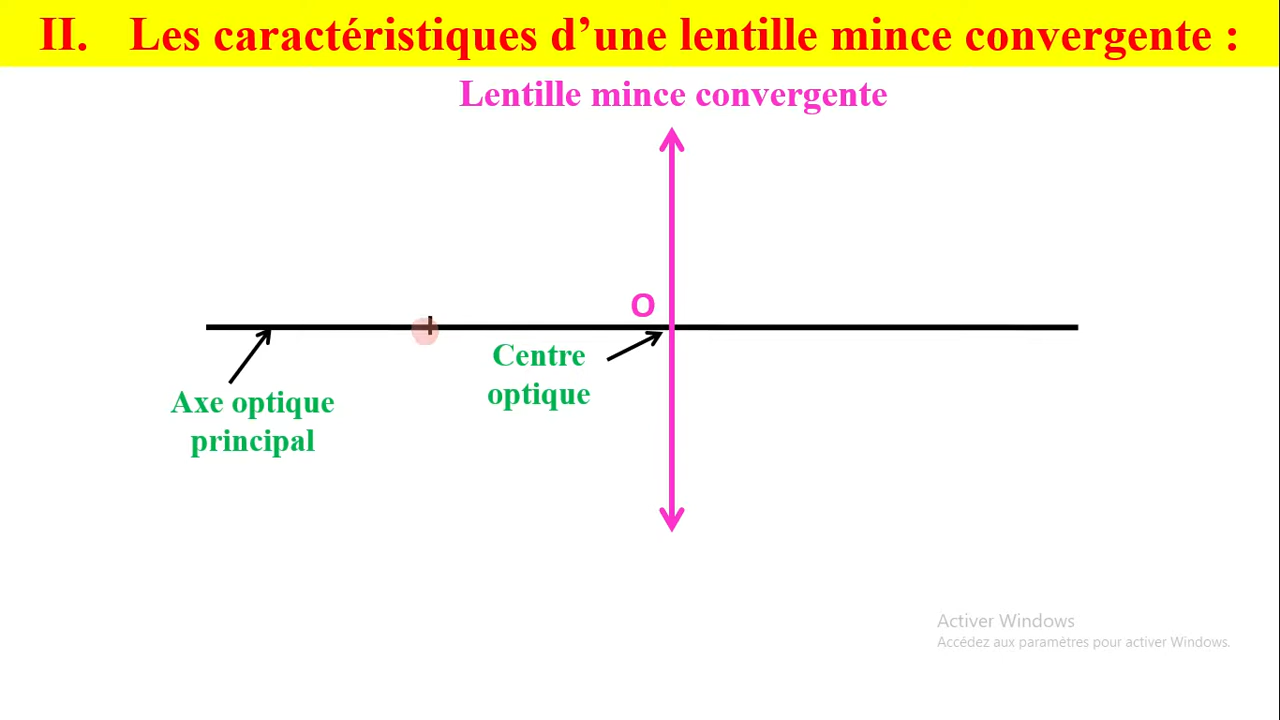 II. Les caractéristiques d’une lentille mince convergente :
Lentille mince convergente
O
Centre
optique
Axe optique
principal
Activer Windows
Accédez aux paramètres pour activer Windows.